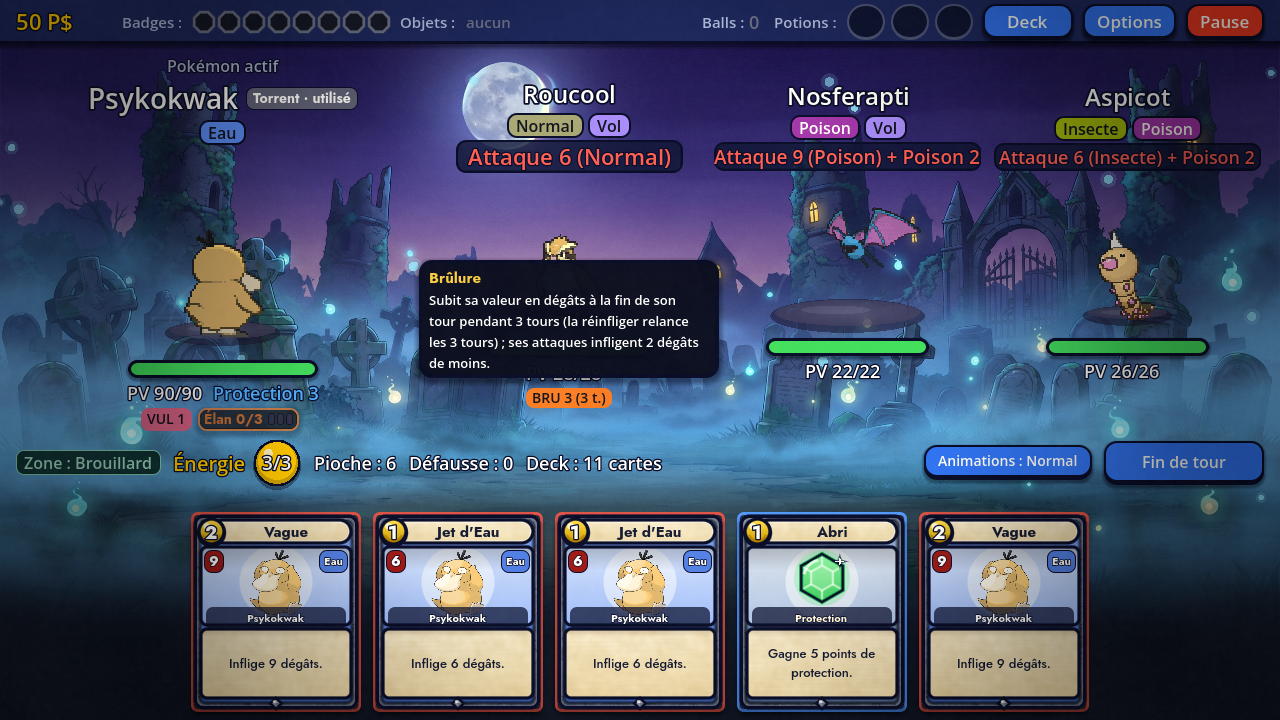 50 P$
Badges :
Objets : aucun
Balls : 0
Potions :
Deck
Options
Pause
Pokémon actif
Psykokwak
Torrent · utilisé
Eau
Roucool
Normal
Vol
Attaque 6 (Normal)
Nosferapti
Poison
Vol
Attaque 9 (Poison) + Poison 2
Aspicot
Insecte
Poison
Attaque 6 (Insecte) + Poison 2
Brûlure
Subit sa valeur en dégâts à la fin de son
tour pendant 3 tours (la réinfliger relance
les 3 tours) ; ses attaques infligent 2 dégâts
de moins.
PV 90/90 Protection 3
VUL 1
Élan 0/3
BRU 3 (3 t.)
PV 22/22
PV 26/26
Zone : Brouillard
Énergie
3/3
Pioche : 6
Défausse : 0
Deck : 11 cartes
Animations : Normal
Fin de tour
2
Vague
9
Eau
Psykokwak
Inflige 9 dégâts.
1
Jet d'Eau
6
Eau
Psykokwak
Inflige 6 dégâts.
1
Jet d'Eau
6
Eau
Psykokwak
Inflige 6 dégâts.
1
Abri
Protection
Gagne 5 points de
protection.
2
Vague
9
Eau
Psykokwak
Inflige 9 dégâts.